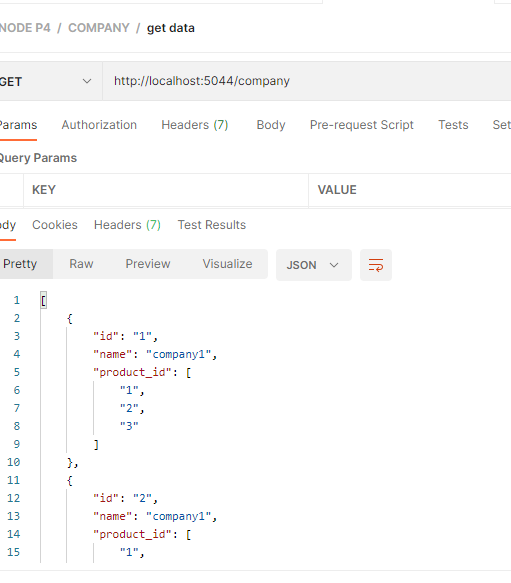 NODE P4 / COMPANY / get data
GET http://localhost:5044/company
Params Authorization Headers (7) Body Pre-request Script Tests Set
Query Params
KEY VALUE
ody Cookies Headers (7) Test Results
Pretty Raw Preview Visualize JSON
1 [
2 {
3 "id": "1",
4 "name": "company1",
5 "product_id": [
6 "1",
7 "2",
8 "3"
9 ]
10 },
11 {
12 "id": "2",
13 "name": "company1",
14 "product_id": [
15 "1",